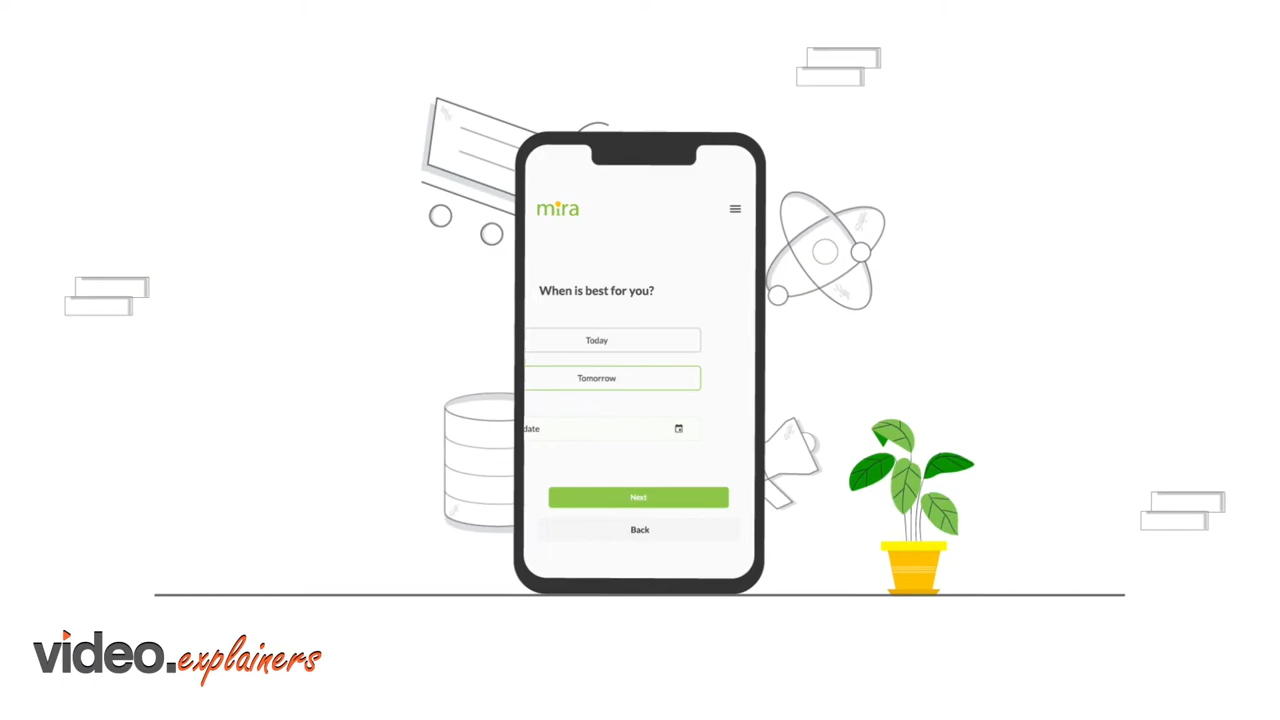 mira
When is best for you?
Today
Tomorrow
date
Next
Back
video.explainers